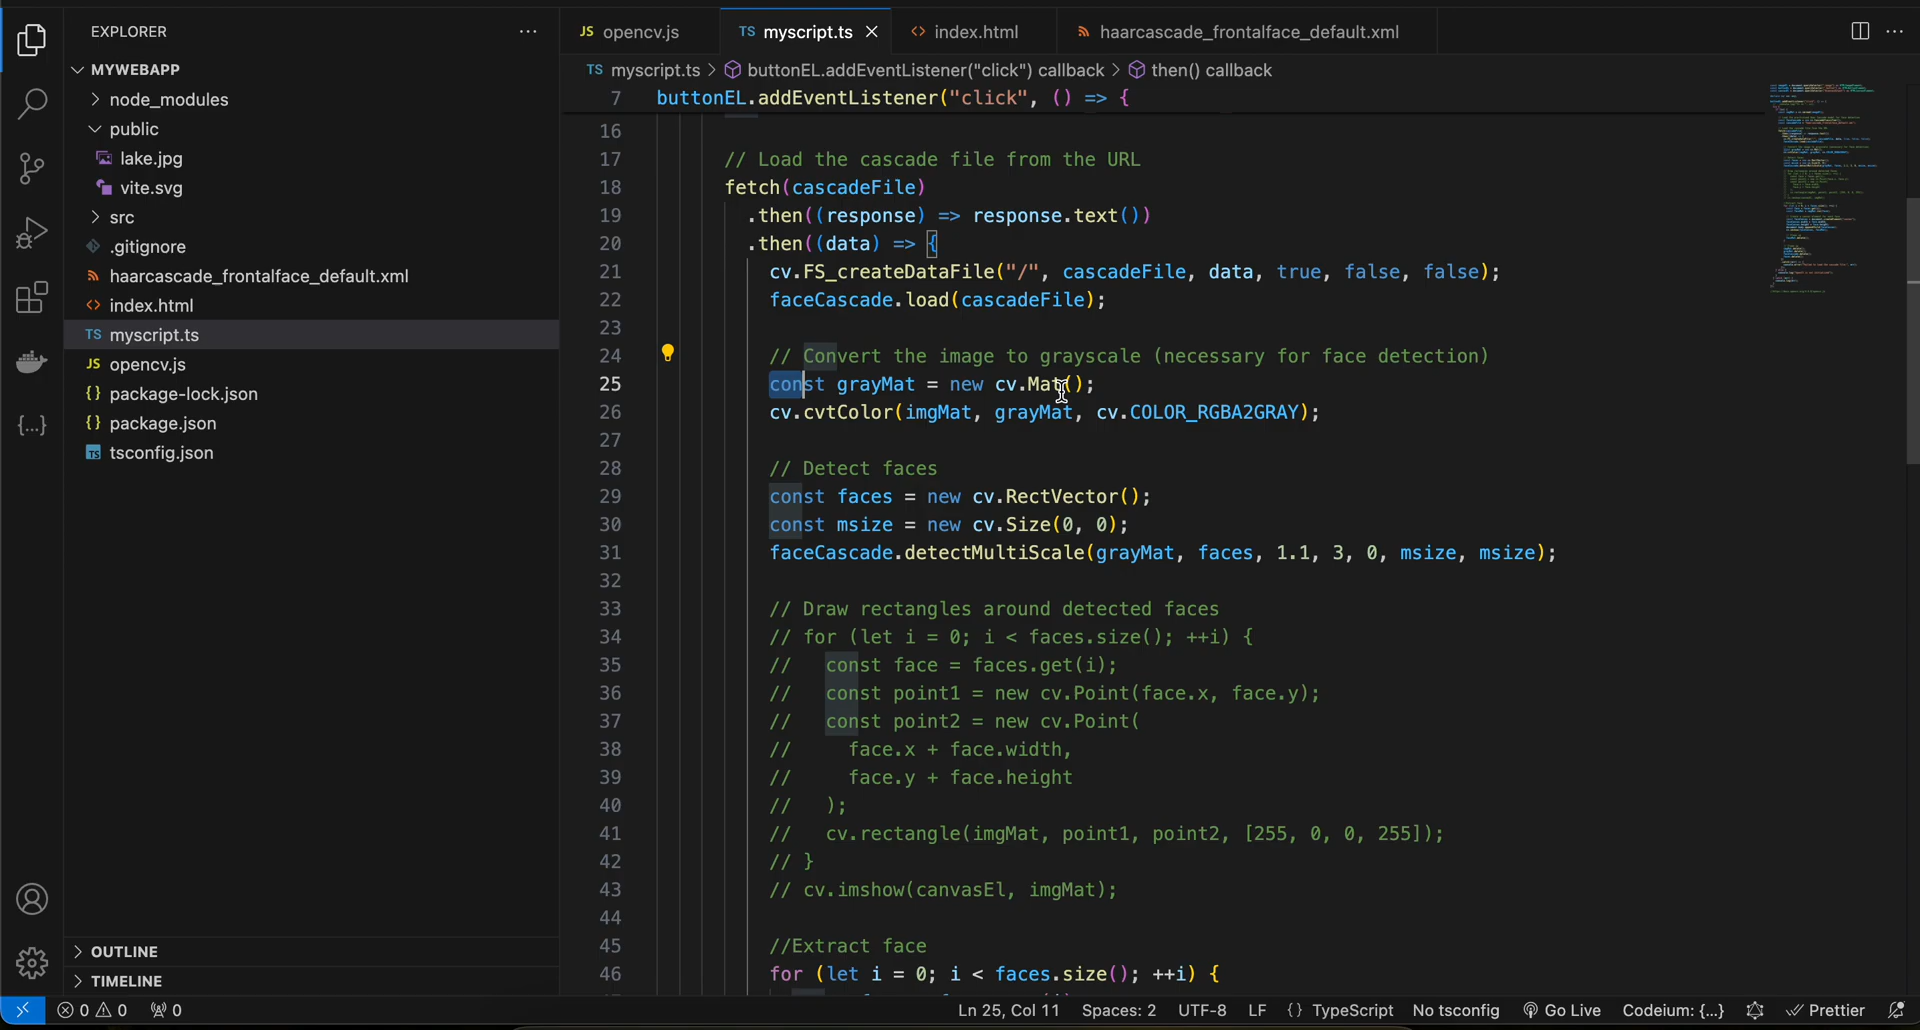 EXPLORER
MYWEBAPP
node_modules
public
lake.jpg
vite.svg
src
.gitignore
haarcascade_frontalface_default.xml
index.html
TS myscript.ts
JS opencv.js
{} package-lock.json
{} package.json
TS tsconfig.json
OUTLINE
TIMELINE
JS opencv.js TS myscript.ts <> index.html haarcascade_frontalface_default.xml
TS myscript.ts > buttonEL.addEventListener("click") callback > then() callback
7 buttonEL.addEventListener("click", () => {
16
17 // Load the cascade file from the URL
18 fetch(cascadeFile)
19 .then((response) => response.text())
20 .then((data) => {
21 cv.FS_createDataFile("/", cascadeFile, data, true, false, false);
22 faceCascade.load(cascadeFile);
23
24 // Convert the image to grayscale (necessary for face detection)
25 const grayMat = new cv.Mat();
26 cv.cvtColor(imgMat, grayMat, cv.COLOR_RGBA2GRAY);
27
28 // Detect faces
29 const faces = new cv.RectVector();
30 const msize = new cv.Size(0, 0);
31 faceCascade.detectMultiScale(grayMat, faces, 1.1, 3, 0, msize, msize);
32
33 // Draw rectangles around detected faces
34 // for (let i = 0; i < faces.size(); ++i) {
35 // const face = faces.get(i);
36 // const point1 = new cv.Point(face.x, face.y);
37 // const point2 = new cv.Point(
38 // face.x + face.width,
39 // face.y + face.height
40 // );
41 // cv.rectangle(imgMat, point1, point2, [255, 0, 0, 255]);
42 // }
43 // cv.imshow(canvasEl, imgMat);
44
45 //Extract face
46 for (let i = 0; i < faces.size(); ++i) {
0 0 0 Ln 25, Col 11 Spaces: 2 UTF-8 LF {} TypeScript No tsconfig Go Live Codeium: {...} Prettier